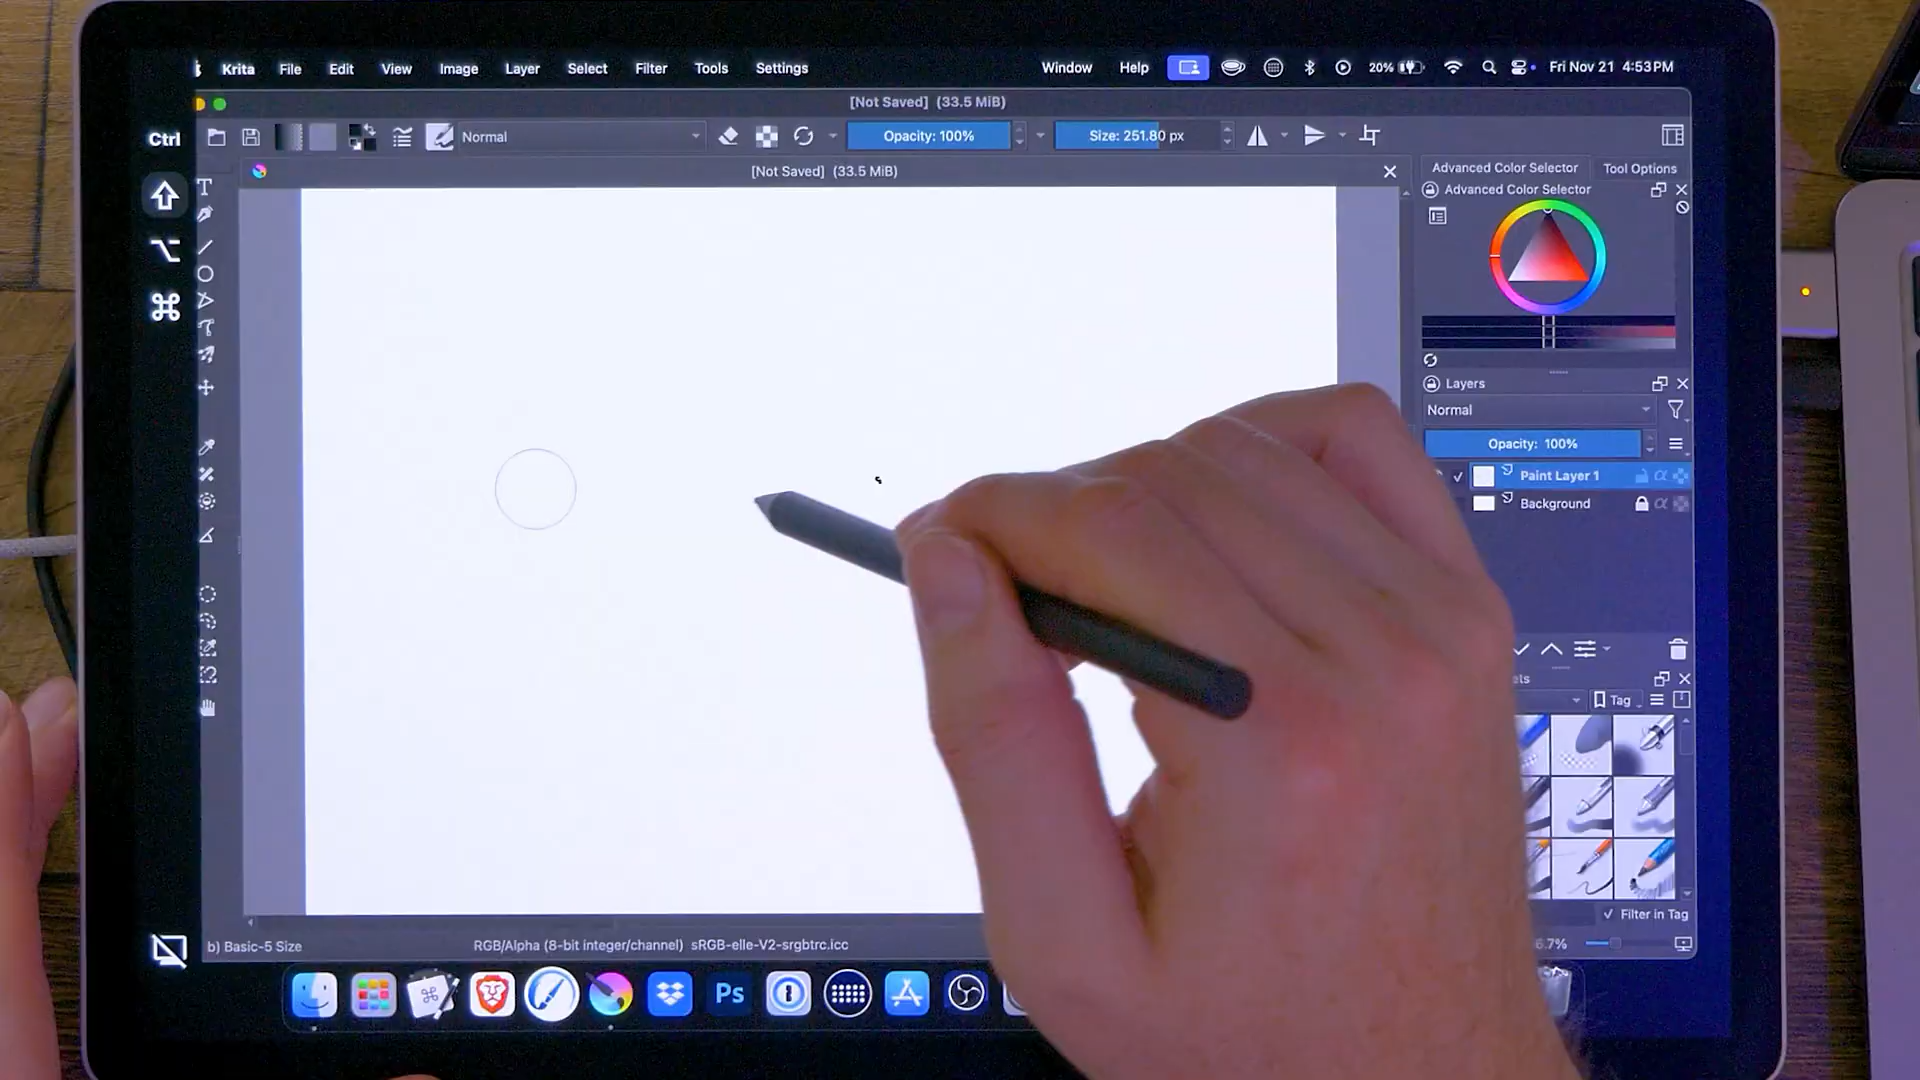 Krita File Edit View Image Layer Select Filter Tools Settings Window Help 20% Fri Nov 21 4:53 PM
[Not Saved] (33.5 MiB)
Ctrl Normal Opacity: 100% Size: 251.80 px
[Not Saved] (33.5 MiB)
Advanced Color Selector Tool Options
Advanced Color Selector
Layers
Normal
Opacity: 100%
Paint Layer 1
Background
Tag
Filter in Tag
b) Basic-5 Size RGB/Alpha (8-bit integer/channel) sRGB-elle-V2-srgbtrc.icc
Ps